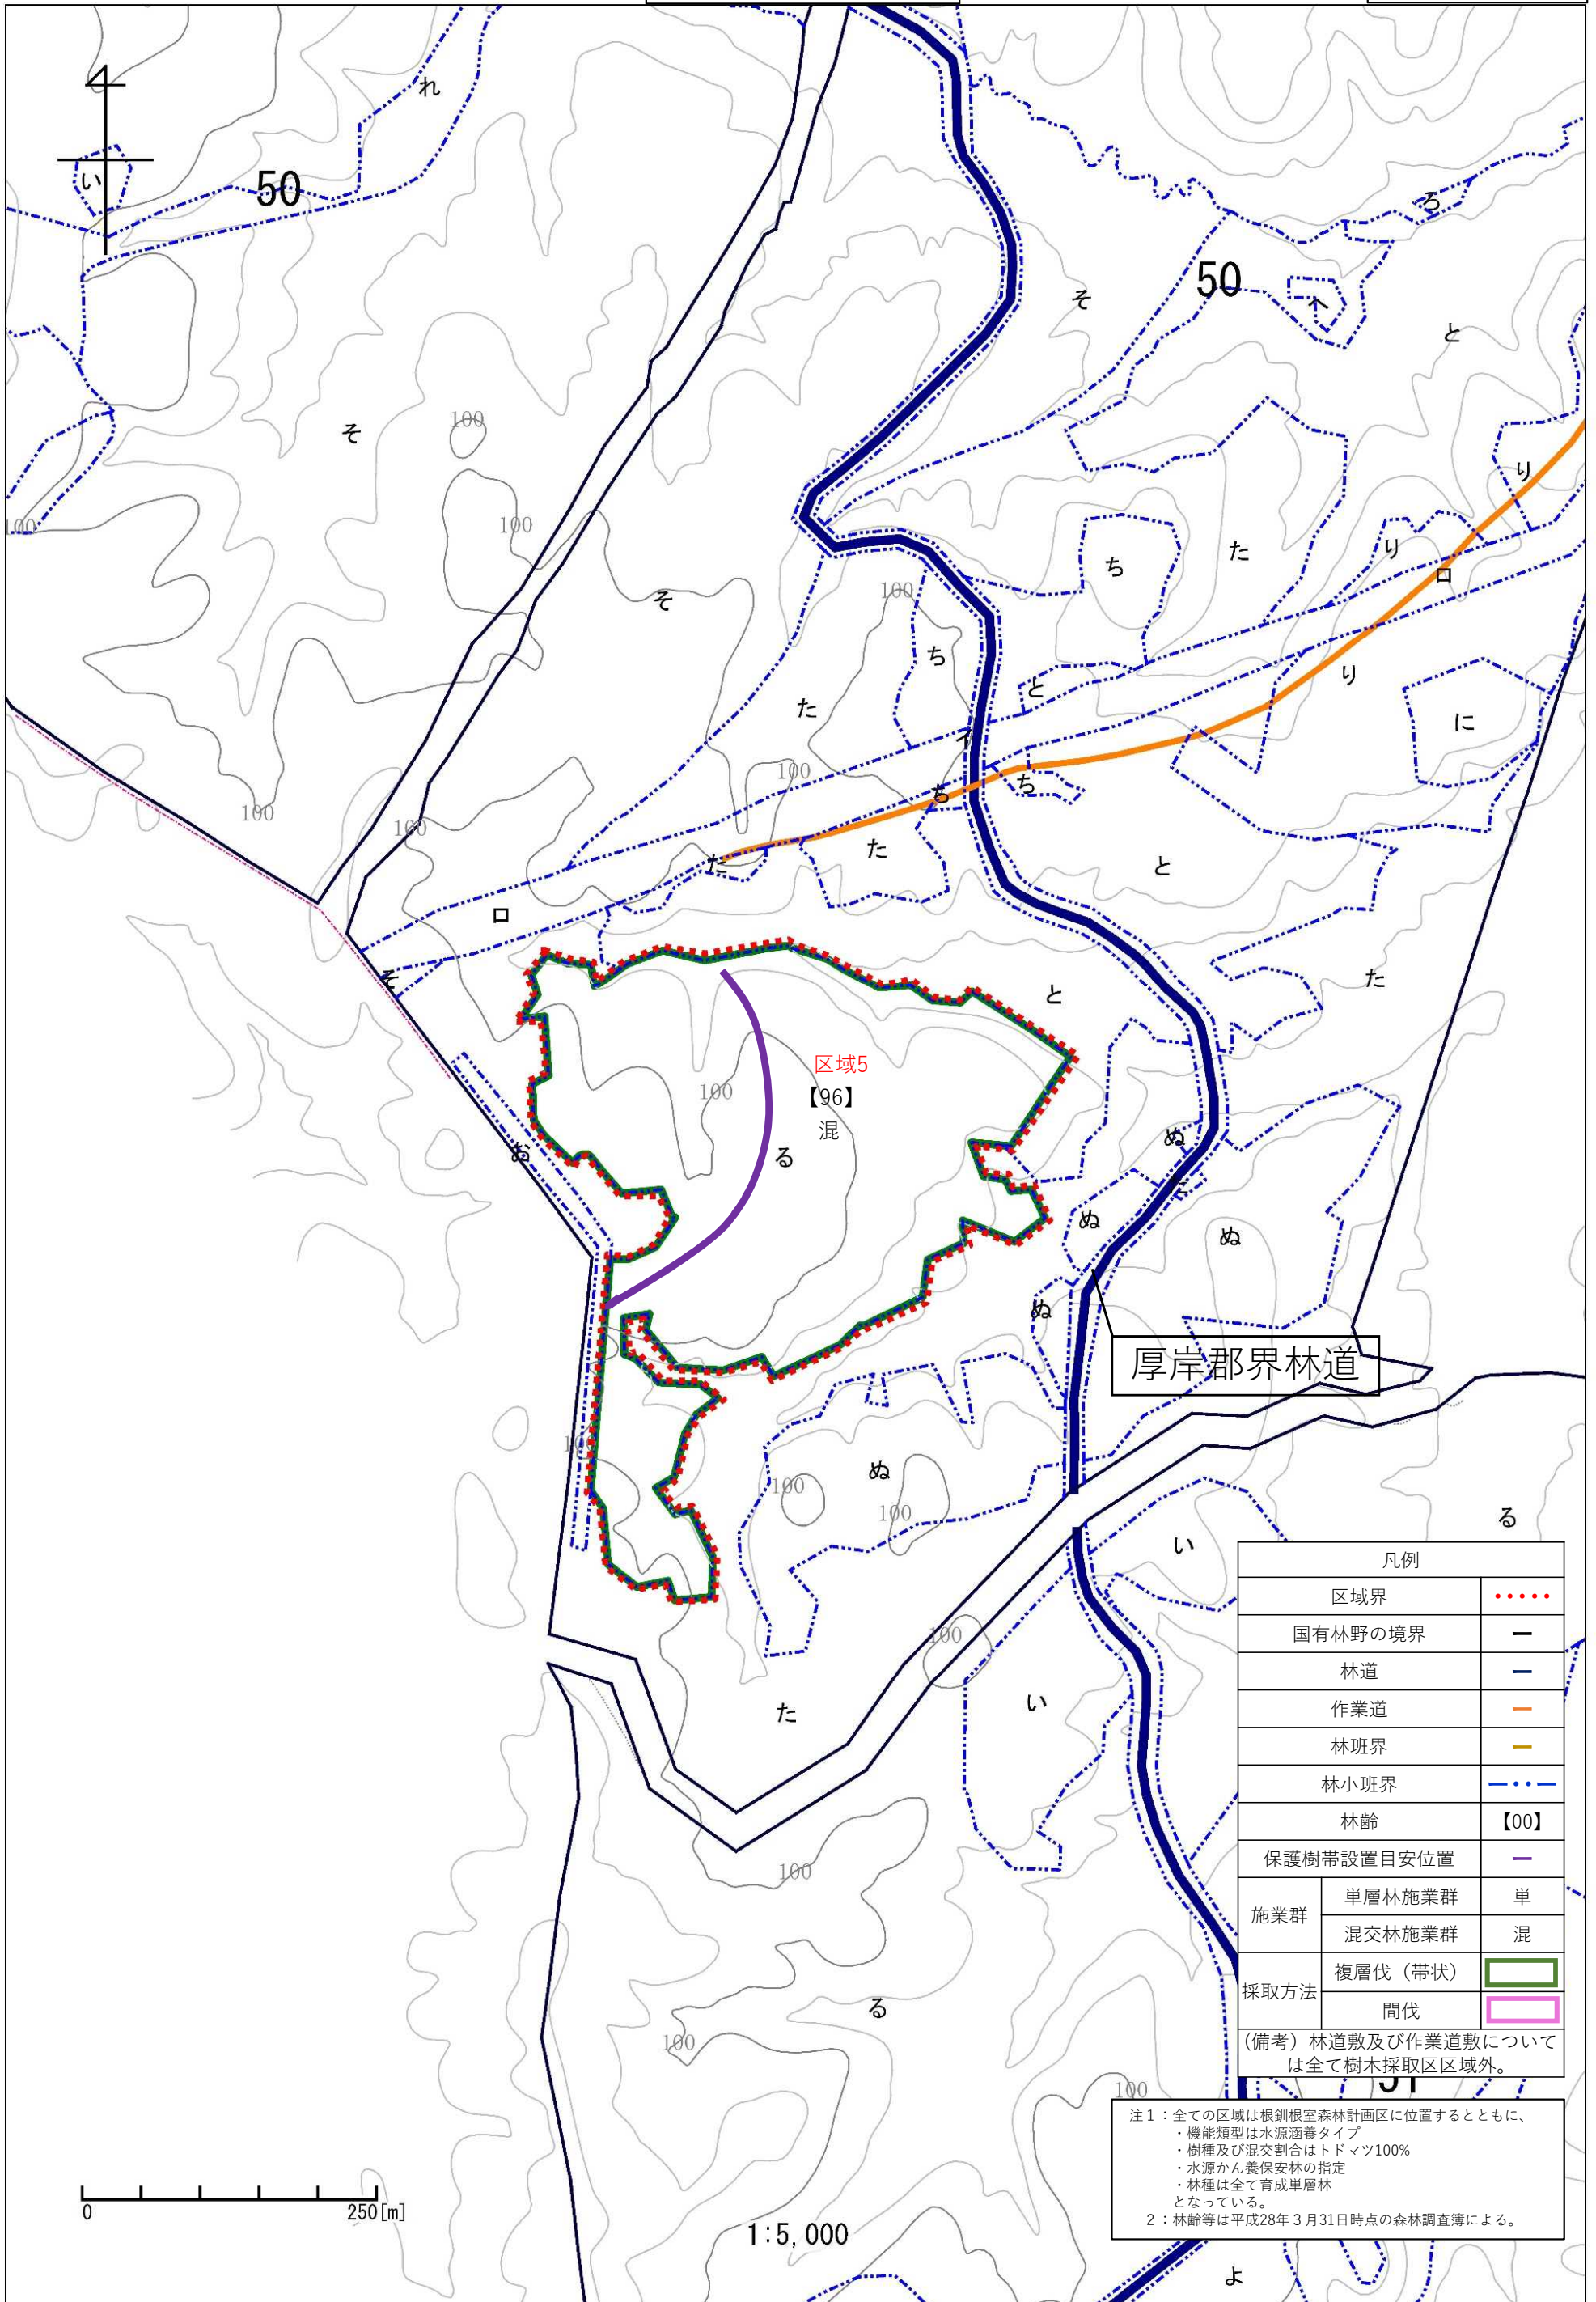 れ
い
50
ろ
50
そ
へ
と
そ
100
り
100
100
ち
た
り
ロ
100
そ
ち
と
り
た
に
イ
100
ち
ち
100
100
た
た
と
ロ
そ
と
た
区域5
100
【96】
混
る
お
ぬ
た
ぬ
ぬ
ぬ
厚岸郡界林道
100
ぬ
100
100
る
い
100
い
た
100
る
100
100
51
よ
凡例
区域界
国有林野の境界
林道
作業道
林班界
林小班界
林齢 【00】
保護樹帯設置目安位置
施業群 単層林施業群 単
混交林施業群 混
採取方法 複層伐（帯状）
間伐
(備考) 林道敷及び作業道敷について
は全て樹木採取区区域外。
注１：全ての区域は根釧根室森林計画区に位置するとともに、
・機能類型は水源涵養タイプ
・樹種及び混交割合はトドマツ100%
・水源かん養保安林の指定
・林種は全て育成単層林
となっている。
２：林齢等は平成28年３月31日時点の森林調査簿による。
0 250[m]
1:5,000